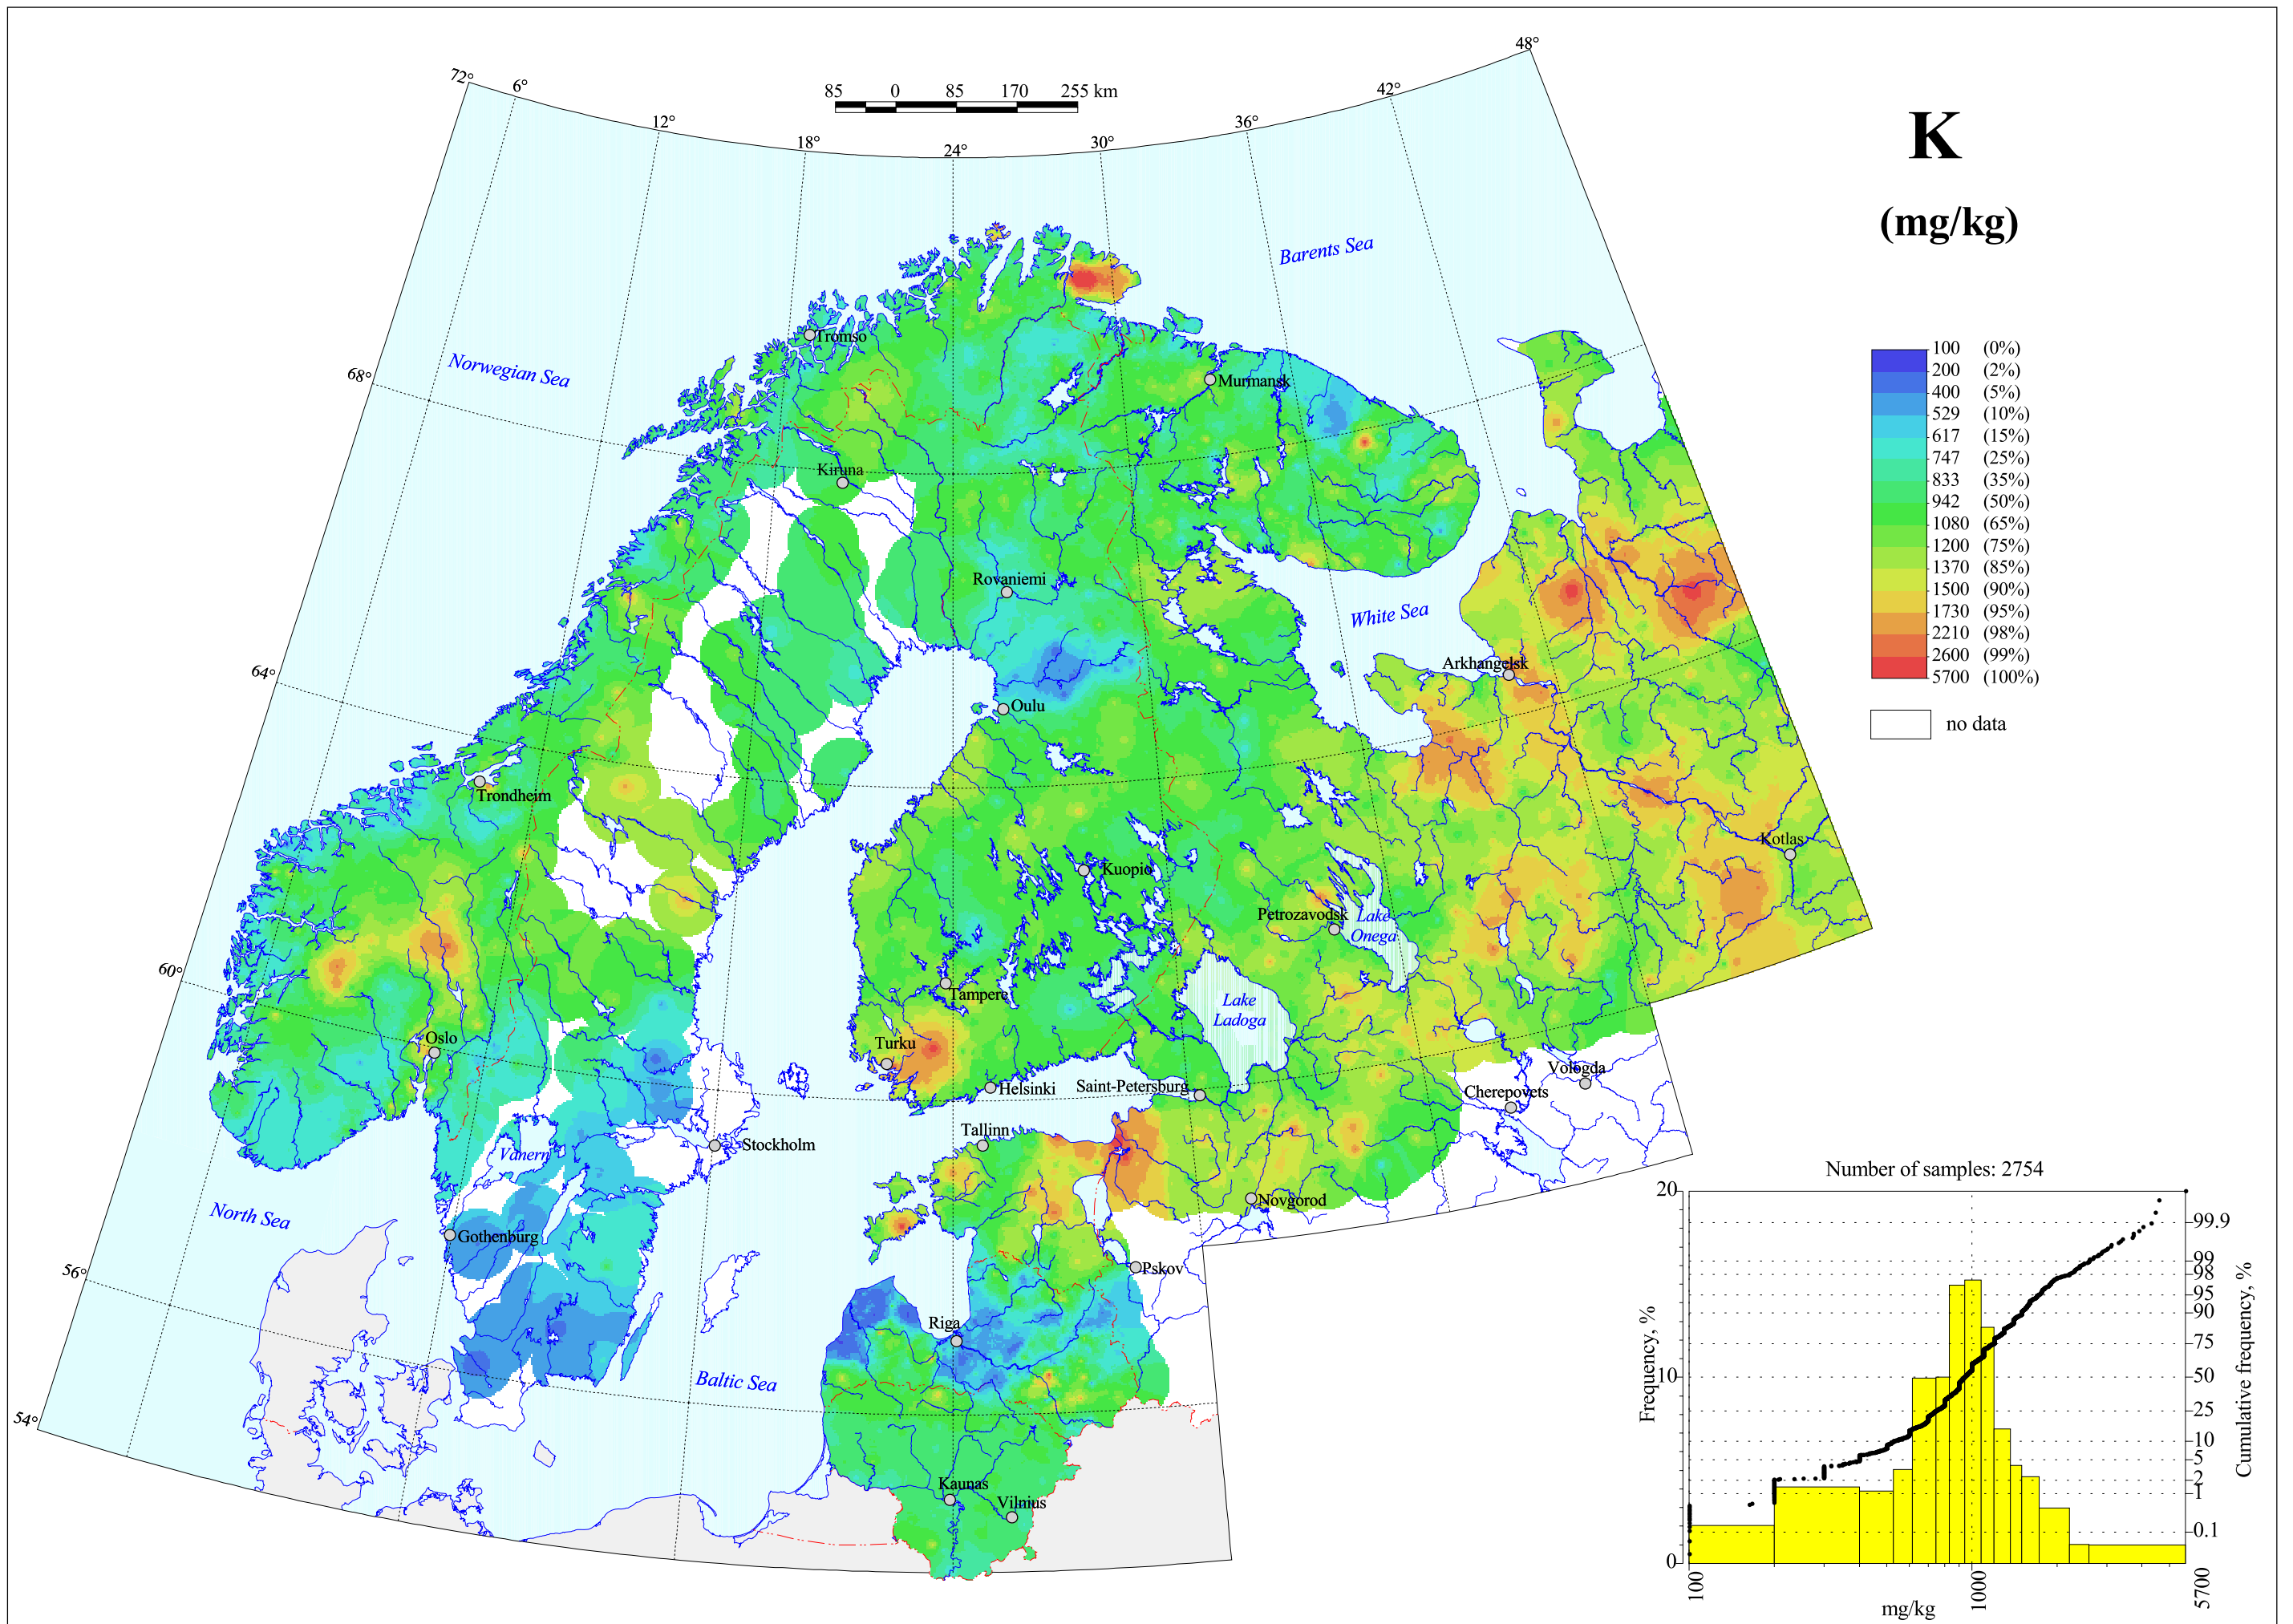 48°
72°
6°
42°
85 0 85 170 255 km
12°
36°
18°
30°
24°
K
(mg/kg)
Barents Sea
Tromso
Norwegian Sea
68°
Murmansk
100 (0%)
200 (2%)
400 (5%)
529 (10%)
617 (15%)
747 (25%)
833 (35%)
942 (50%)
1080 (65%)
1200 (75%)
1370 (85%)
1500 (90%)
1730 (95%)
2210 (98%)
2600 (99%)
5700 (100%)
no data
Kiruna
Rovaniemi
White Sea
64°
Arkhangelsk
Oulu
Trondheim
Kotlas
Kuopio
Petrozavodsk
Lake
Onega
60°
Tampere
Lake
Ladoga
Oslo
Turku
Helsinki
Saint-Petersburg
Vologda
Cherepovets
Tallinn
Stockholm
Vanern
Novgorod
North Sea
Gothenburg
56°
Pskov
Riga
Baltic Sea
54°
Kaunas
Vilnius
Number of samples: 2754
20
10
0
Frequency, %
99.9
99
98
95
90
75
50
25
10
5
2
1
0.1
Cumulative frequency, %
100
1000
5700
mg/kg